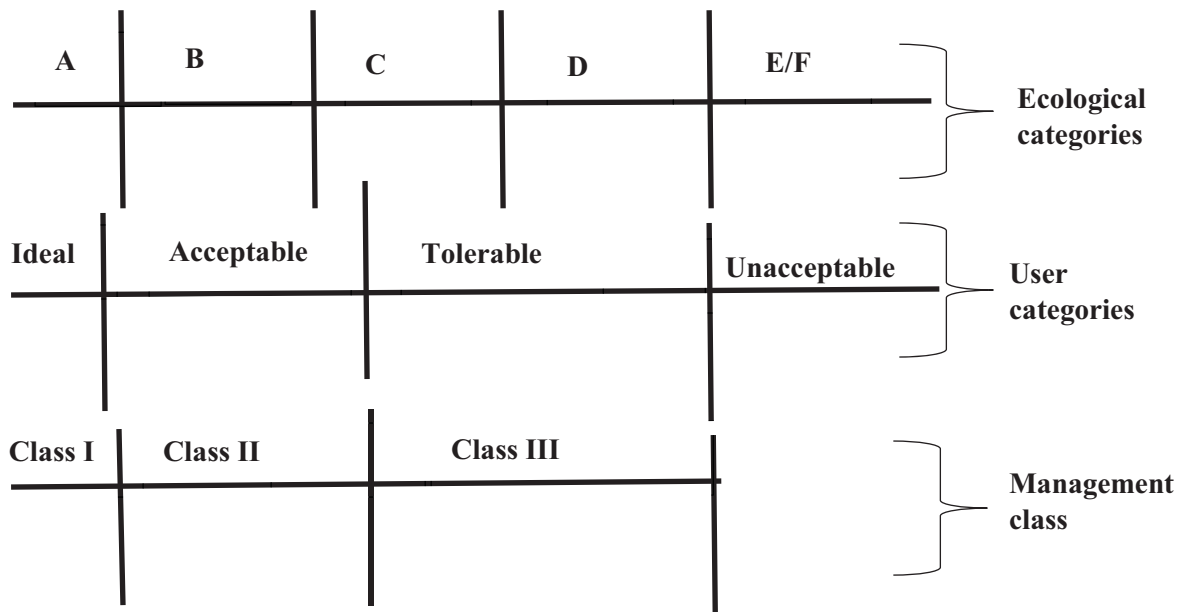 A B C D E/F
Ecological
categories
Ideal Acceptable Tolerable Unacceptable
User
categories
Class I Class II Class III
Management
class